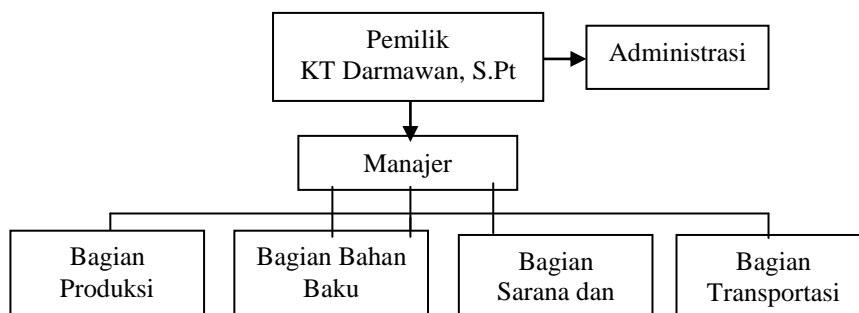 Pemilik
KT Darmawan, S.Pt
Administrasi
Manajer
Bagian
Produksi
Bagian Bahan
Baku
Bagian
Sarana dan
Bagian
Transportasi